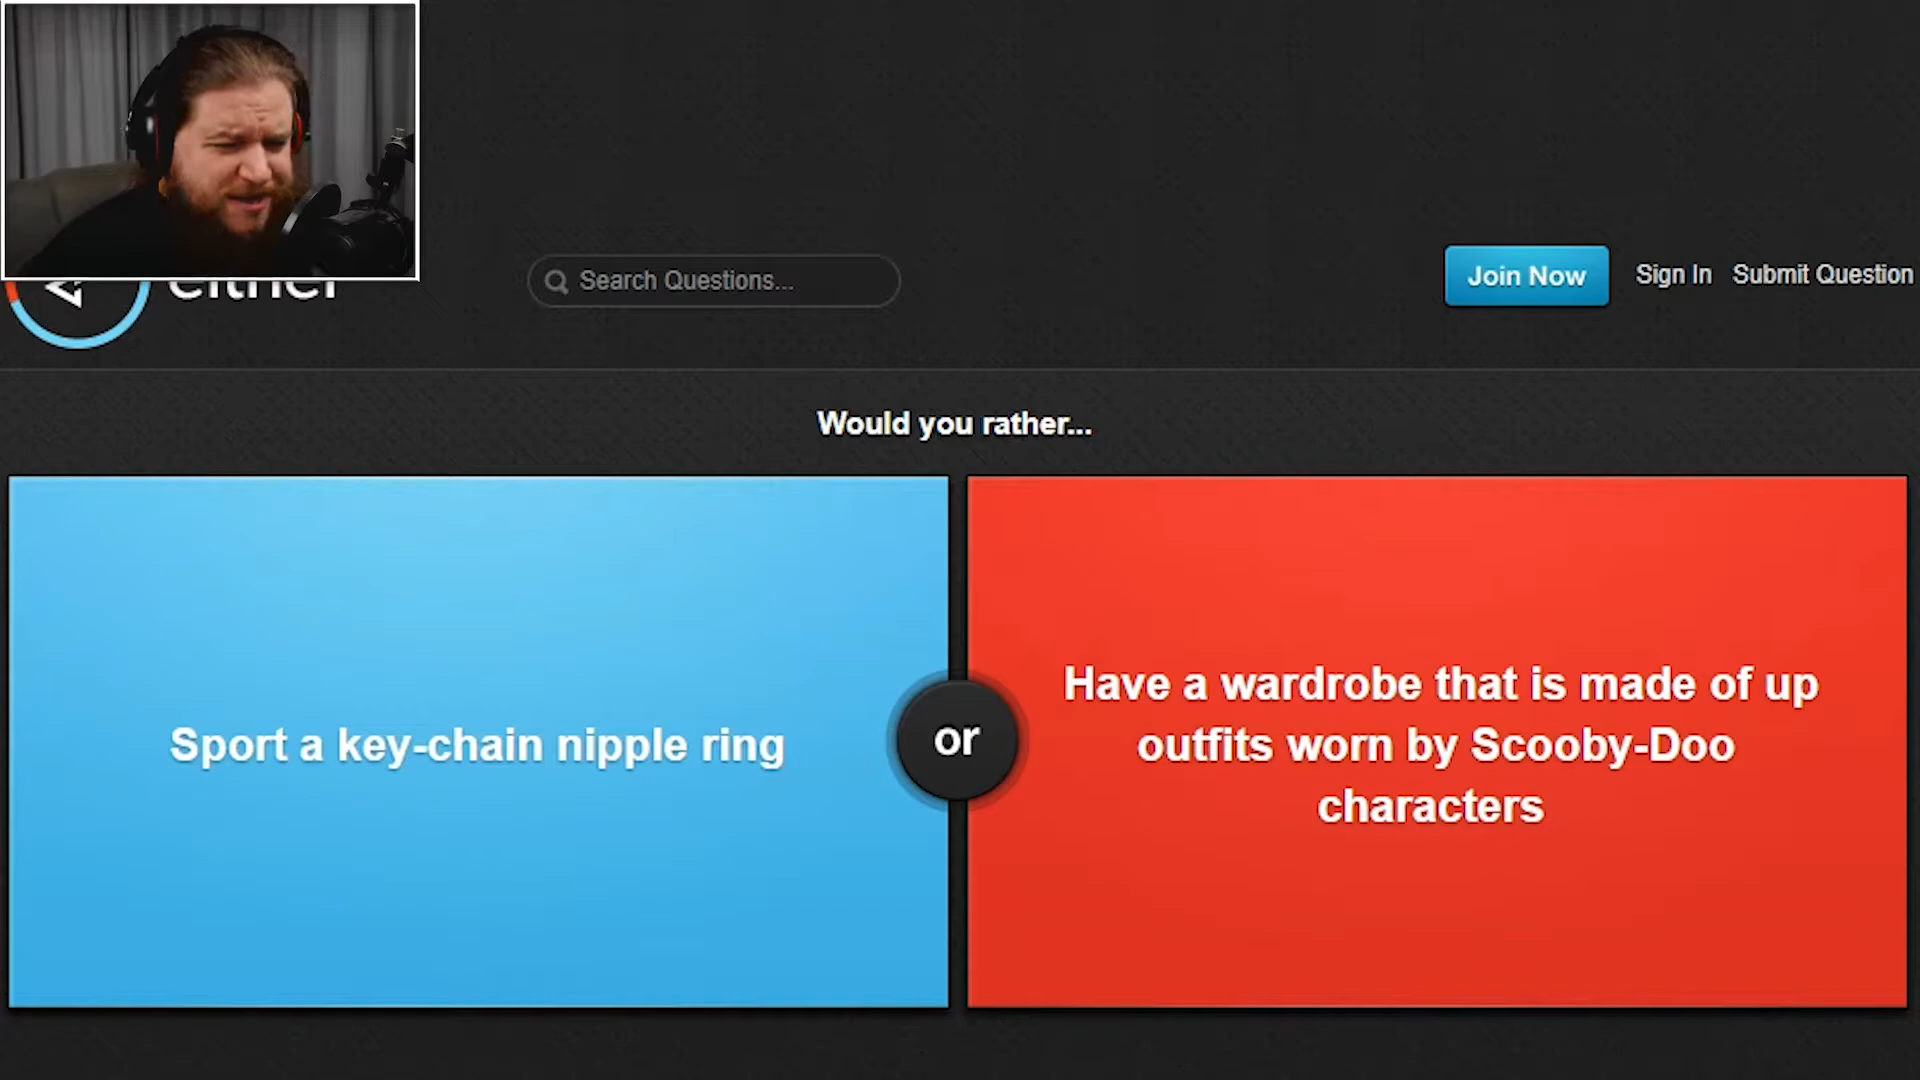 either
Search Questions...
Join Now
Sign In
Submit Question
Would you rather...
Sport a key-chain nipple ring
or
Have a wardrobe that is made of up
outfits worn by Scooby-Doo
characters